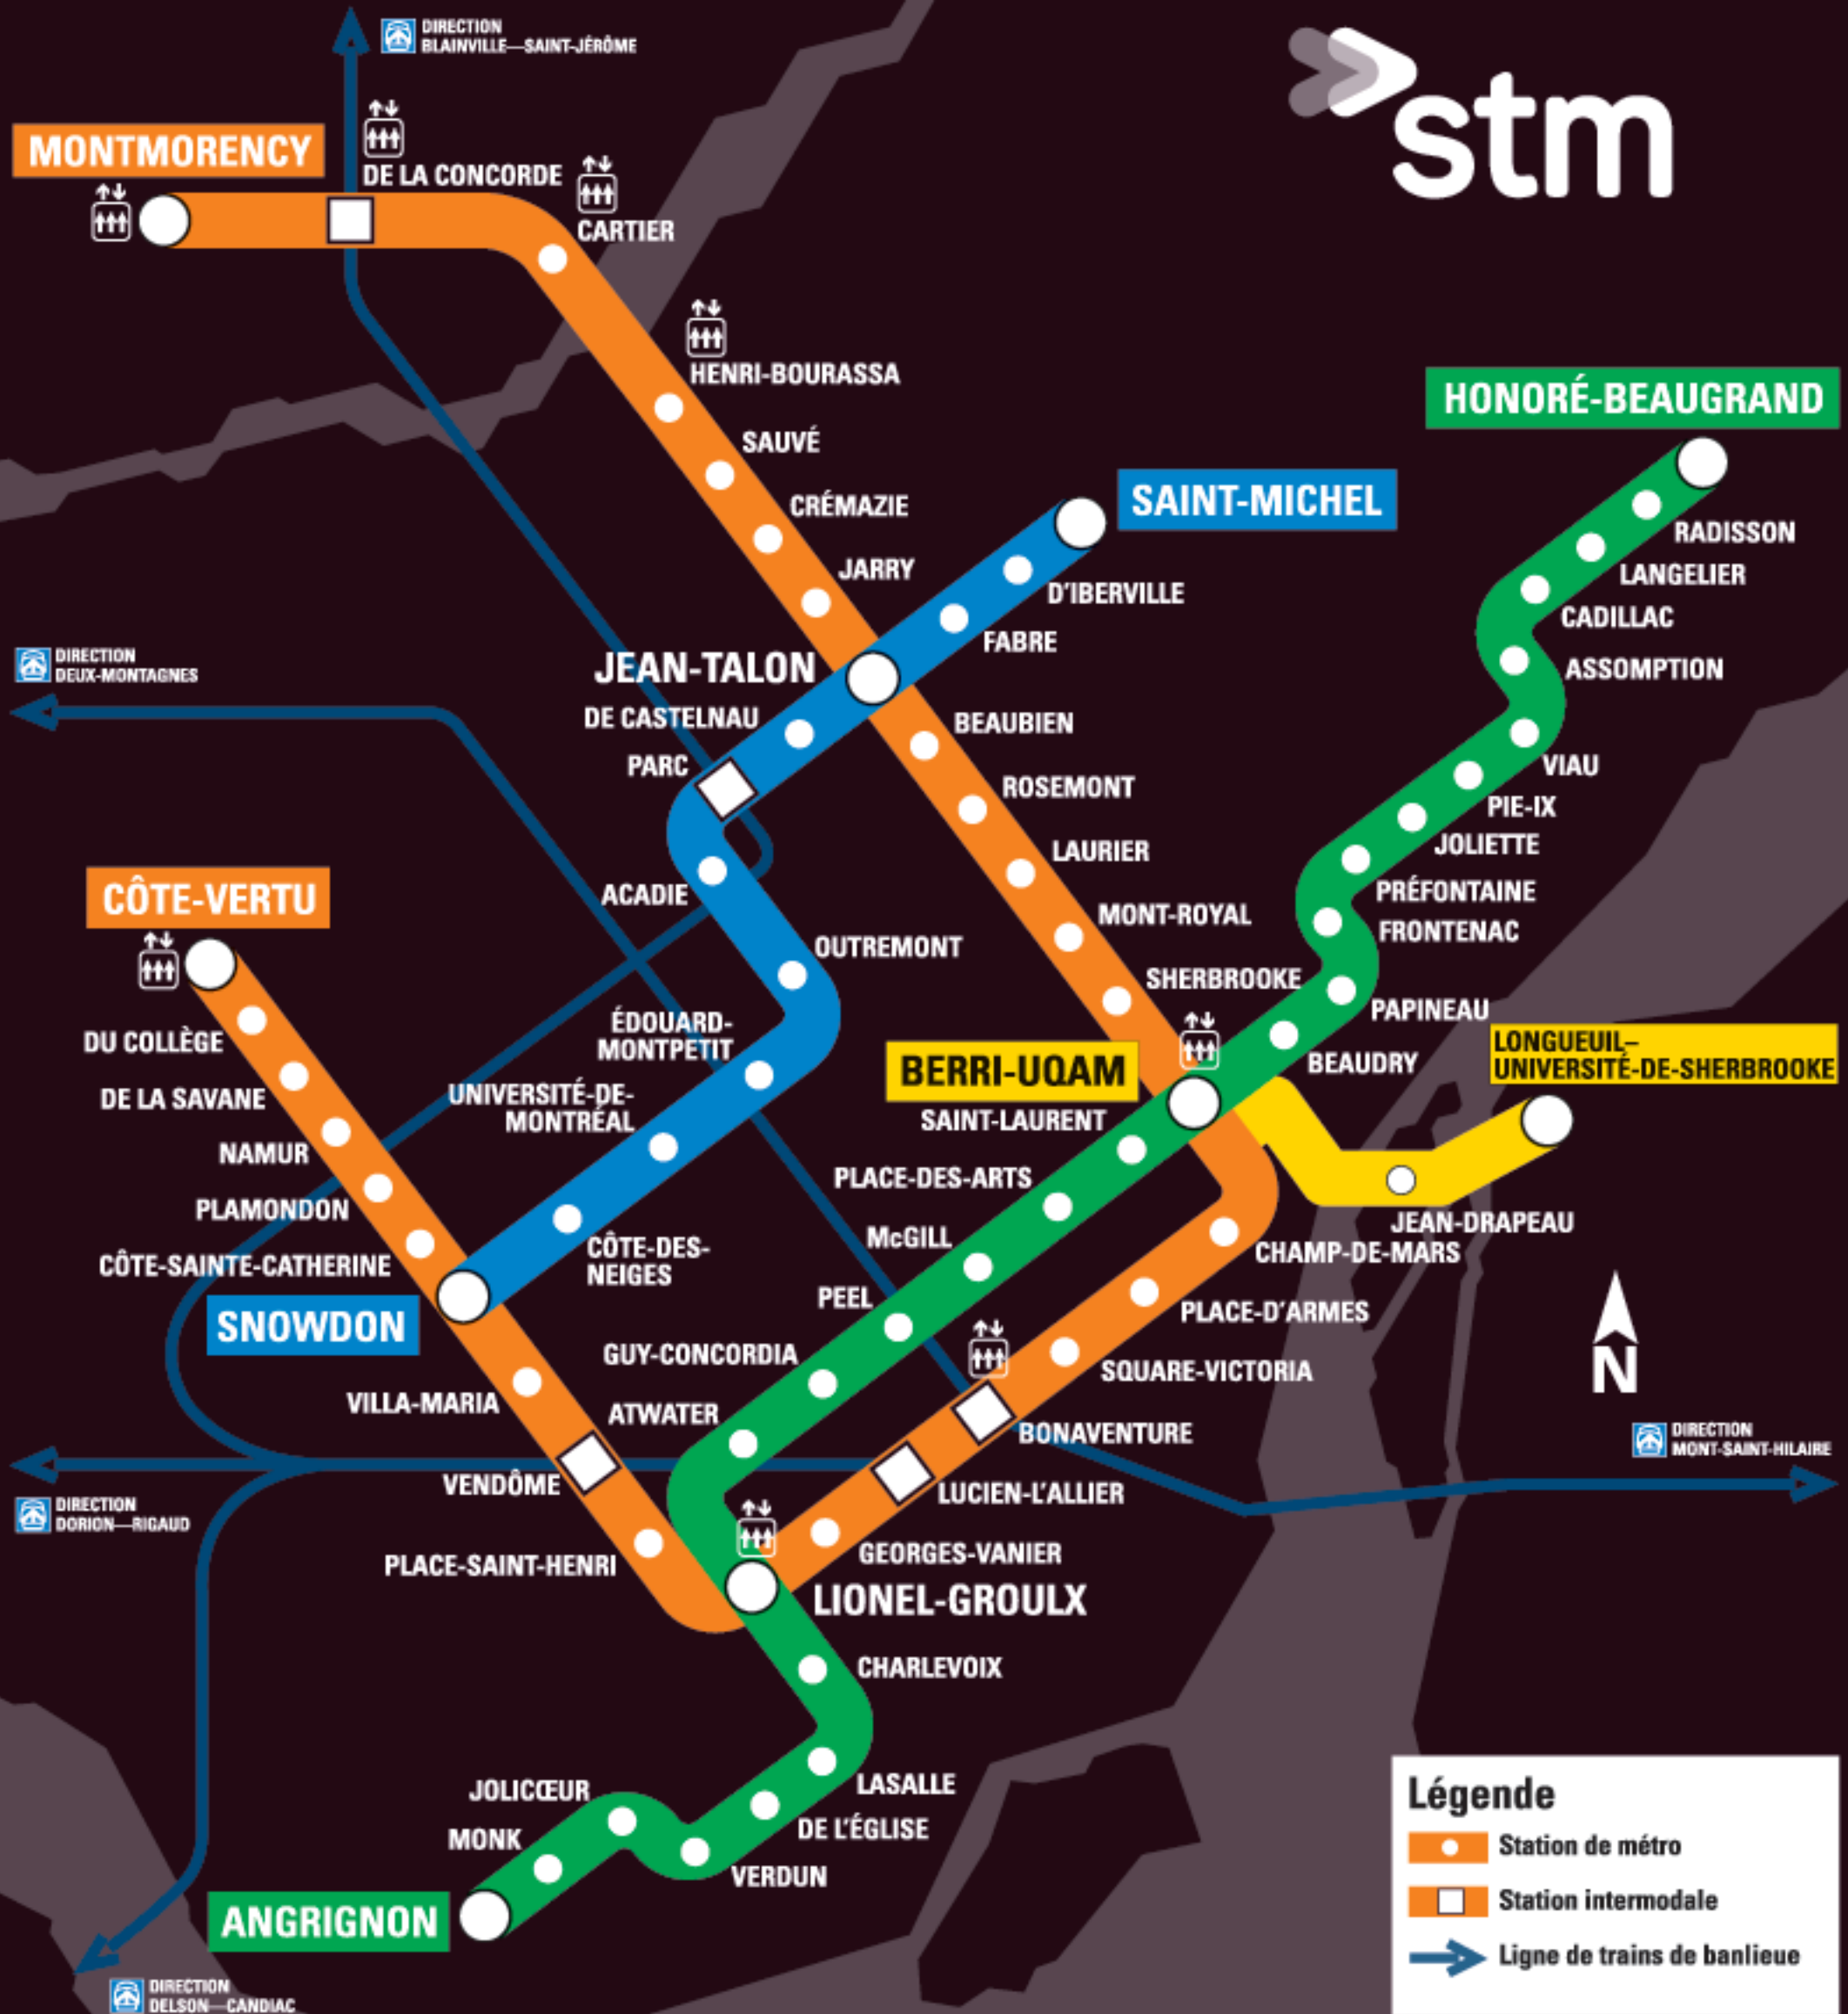 DIRECTION
BLAINVILLE—SAINT-JÉRÔME
stm
MONTMORENCY
DE LA CONCORDE
CARTIER
HENRI-BOURASSA
HONORÉ-BEAUGRAND
SAUVÉ
SAINT-MICHEL
CRÉMAZIE
RADISSON
JARRY
LANGELIER
D'IBERVILLE
CADILLAC
FABRE
DIRECTION
DEUX-MONTAGNES
JEAN-TALON
ASSOMPTION
DE CASTELNAU
BEAUBIEN
PARC
VIAU
ROSEMONT
PIE-IX
JOLIETTE
LAURIER
CÔTE-VERTU
ACADIE
PRÉFONTAINE
MONT-ROYAL
FRONTENAC
OUTREMONT
SHERBROOKE
PAPINEAU
ÉDOUARD-
MONTPETIT
DU COLLÈGE
LONGUEUIL–
UNIVERSITÉ-DE-SHERBROOKE
BERRI-UQAM
BEAUDRY
DE LA SAVANE
UNIVERSITÉ-DE-
MONTRÉAL
SAINT-LAURENT
NAMUR
PLACE-DES-ARTS
PLAMONDON
JEAN-DRAPEAU
McGILL
CHAMP-DE-MARS
CÔTE-SAINTE-CATHERINE
CÔTE-DES-
NEIGES
PEEL
SNOWDON
PLACE-D'ARMES
GUY-CONCORDIA
SQUARE-VICTORIA
N
VILLA-MARIA
ATWATER
BONAVENTURE
DIRECTION
MONT-SAINT-HILAIRE
VENDÔME
LUCIEN-L'ALLIER
DIRECTION
DORION—RIGAUD
GEORGES-VANIER
PLACE-SAINT-HENRI
LIONEL-GROULX
CHARLEVOIX
LASALLE
JOLICŒUR
DE L'ÉGLISE
MONK
VERDUN
ANGRIGNON
Légende
Station de métro
Station intermodale
Ligne de trains de banlieue
DIRECTION
DELSON—CANDIAC